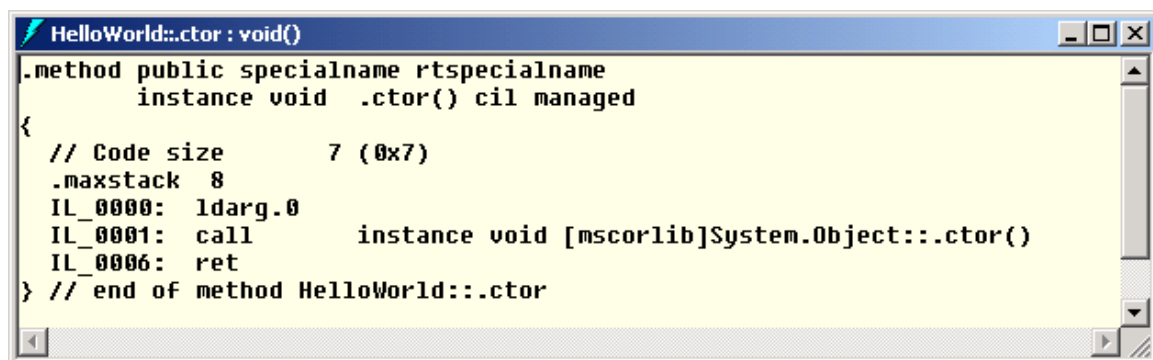 HelloWorld::.ctor : void()
.method public specialname rtspecialname
        instance void  .ctor() cil managed
{
  // Code size       7 (0x7)
  .maxstack  8
  IL_0000:  ldarg.0
  IL_0001:  call       instance void [mscorlib]System.Object::.ctor()
  IL_0006:  ret
} // end of method HelloWorld::.ctor